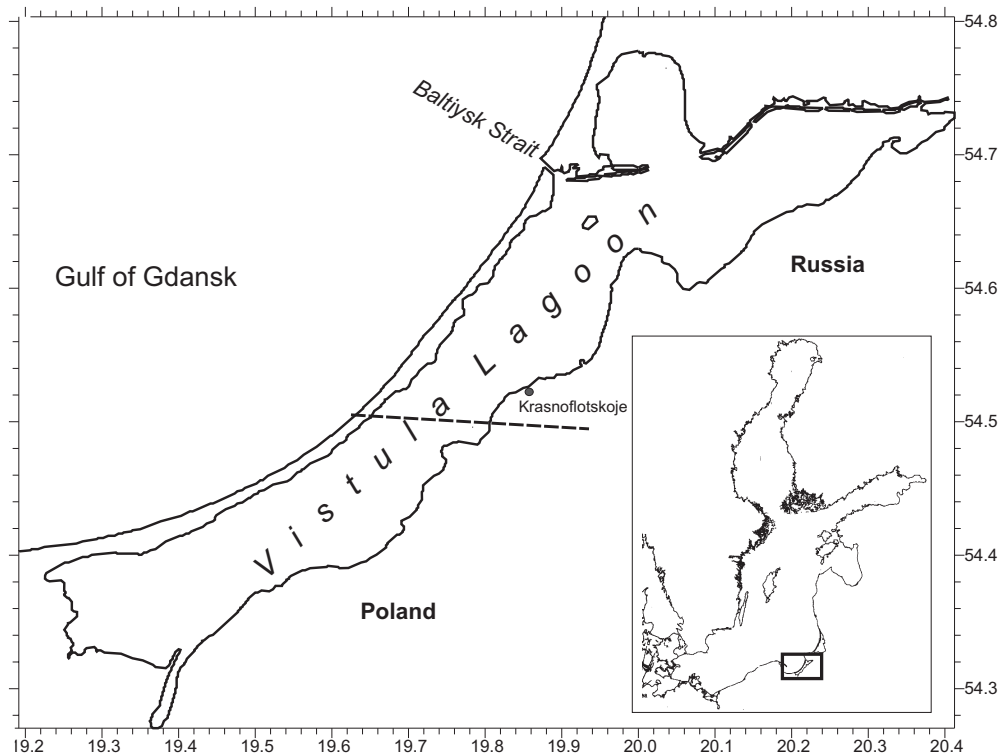 54.8
Baltiysk Strait
54.7
Vistula Lagoon
Russia
Gulf of Gdansk
54.6
Krasnoflotskoje
54.5
54.4
Poland
54.3
19.2 19.3 19.4 19.5 19.6 19.7 19.8 19.9 20.0 20.1 20.2 20.3 20.4